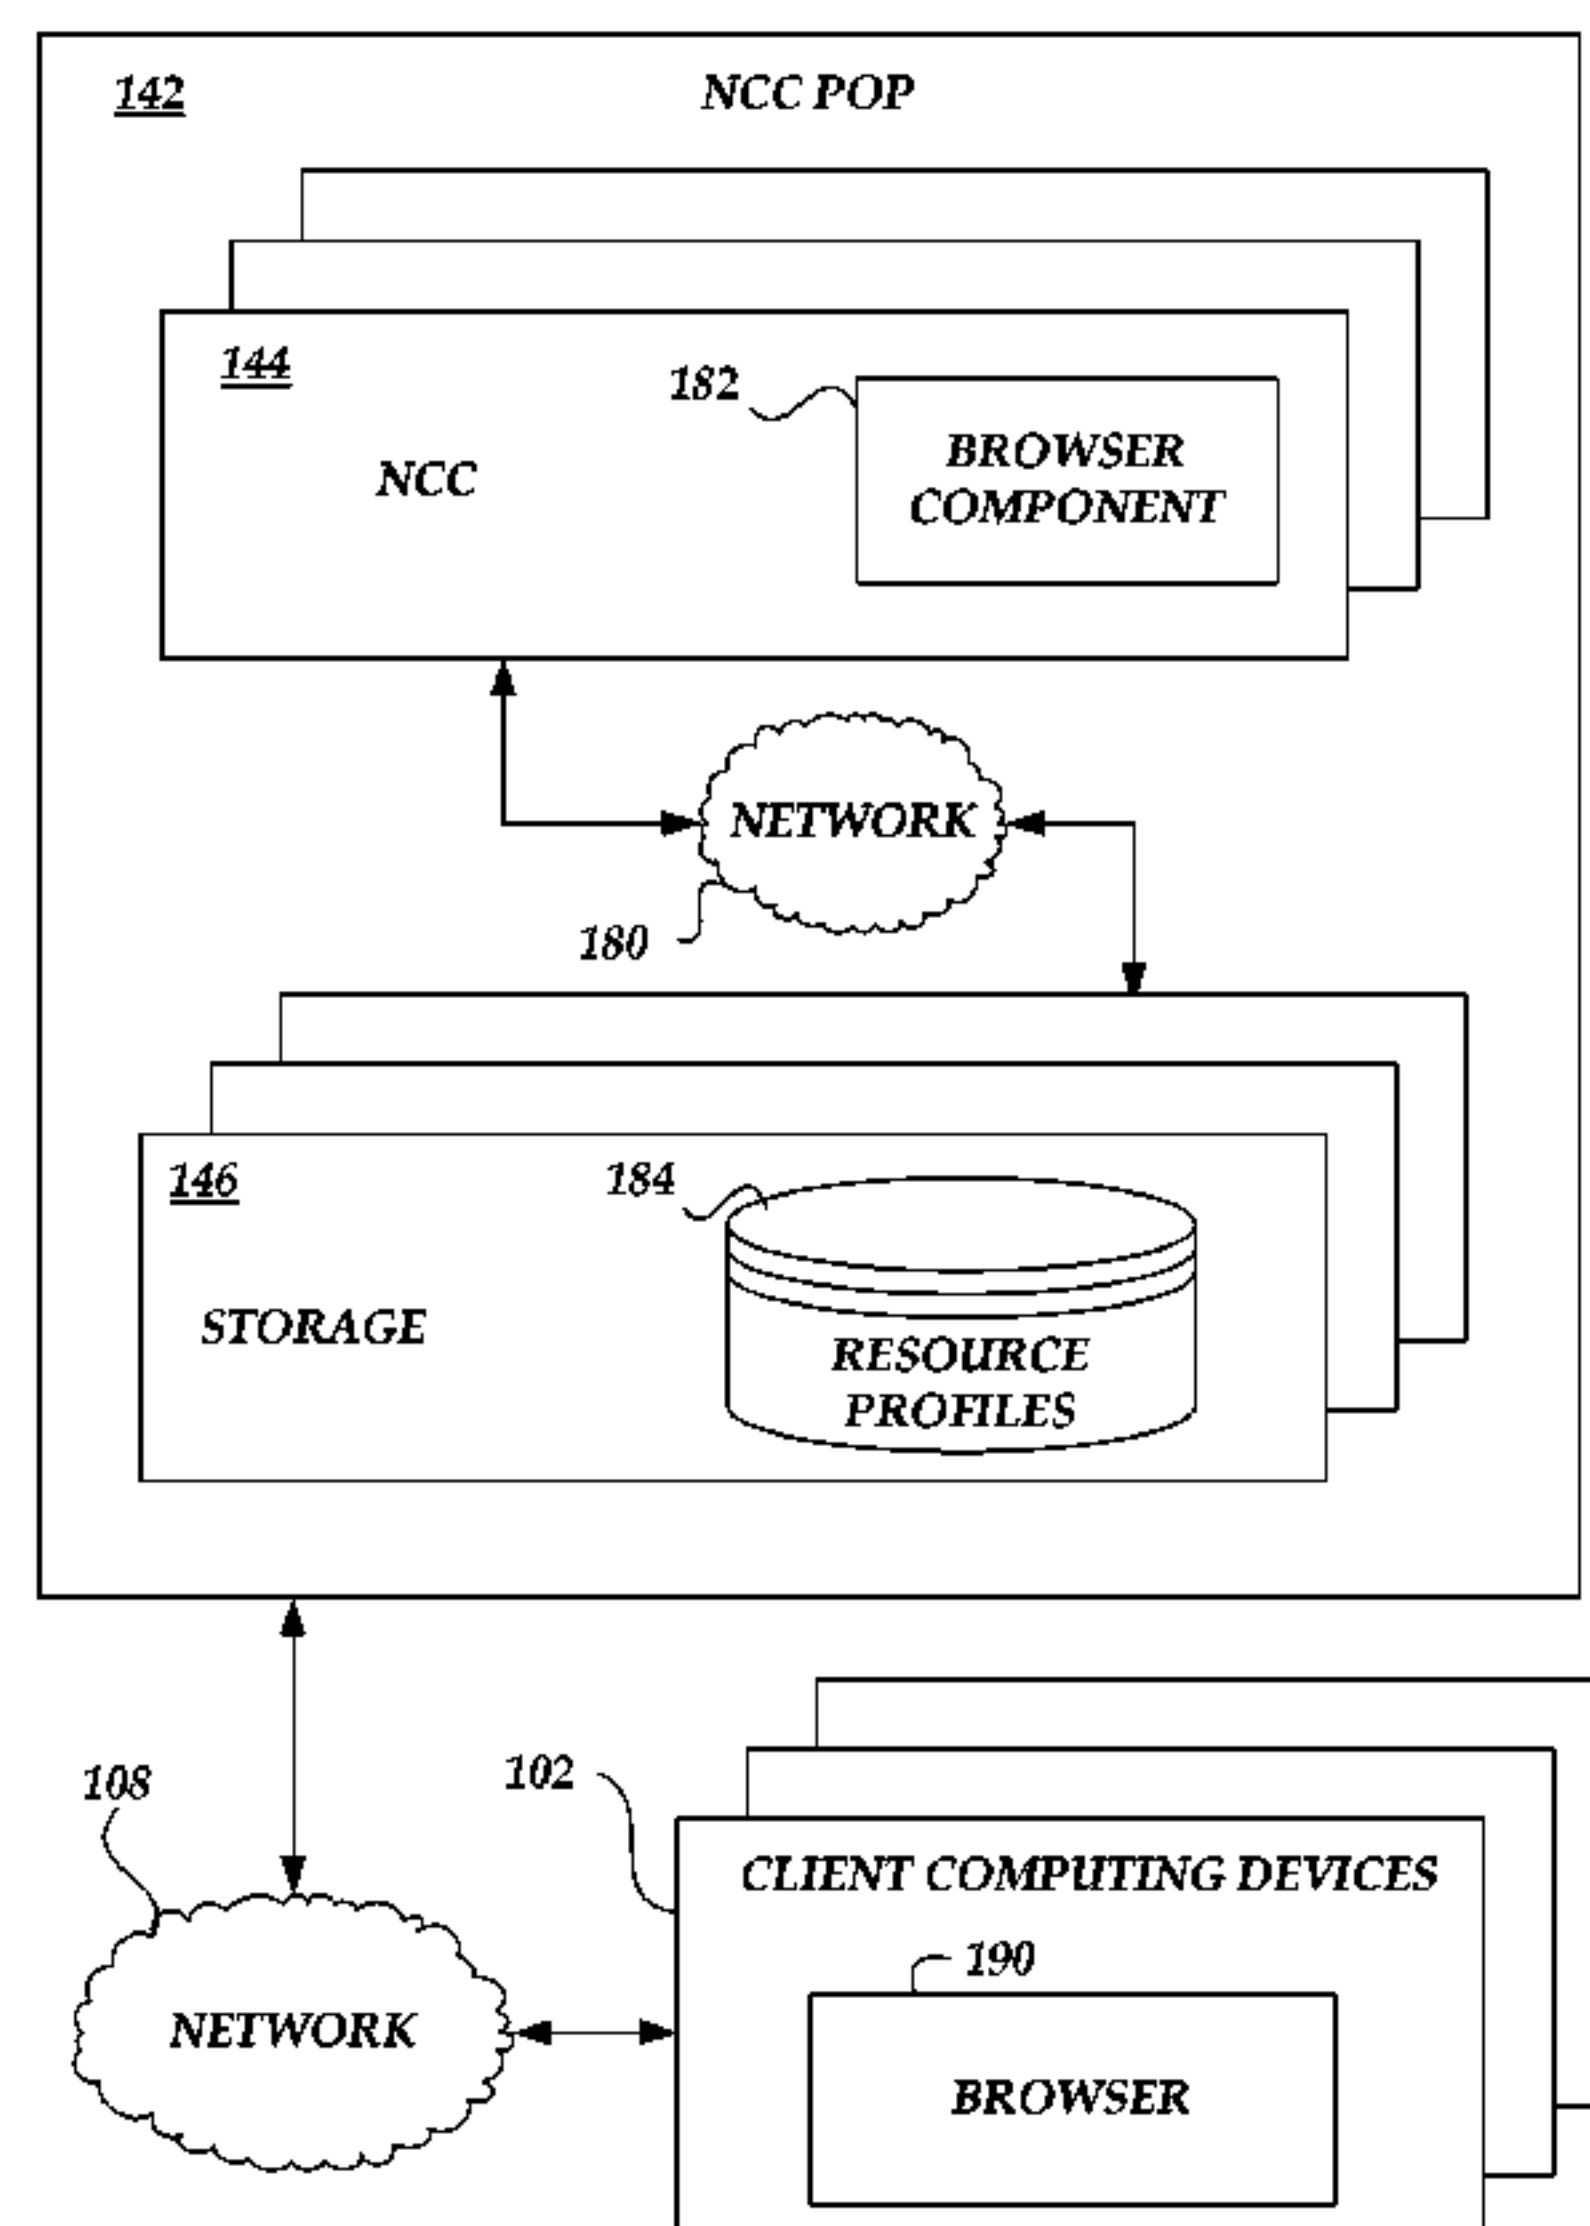 142
NCC POP
144
182
BROWSER
COMPONENT
NCC
NETWORK
180
146
184
STORAGE
RESOURCE
PROFILES
108
102
CLIENT COMPUTING DEVICES
190
NETWORK
BROWSER